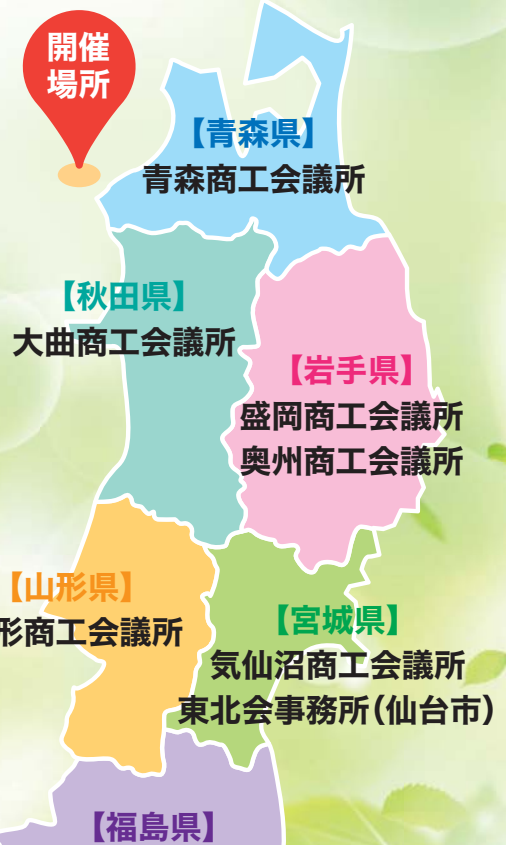 開催
場所
【青森県】
青森商工会議所
【秋田県】
大曲商工会議所
【岩手県】
盛岡商工会議所
奥州商工会議所
【山形県】
形商工会議所
【宮城県】
気仙沼商工会議所
東北会事務所（仙台市）
【福島県】